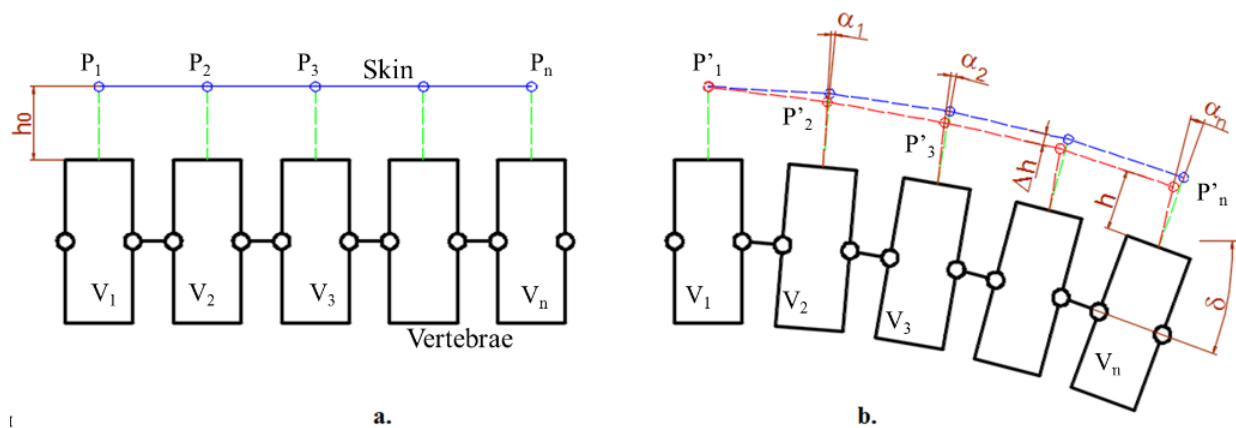 P₁ P₂ P₃ Skin Pₙ
h₀
V₁ V₂ V₃ Vₙ
Vertebrae
a.
α₁
α₂
αₙ
P'₁
P'₂
P'₃
P'ₙ
Δh
h
δ
V₁ V₂ V₃ Vₙ
b.